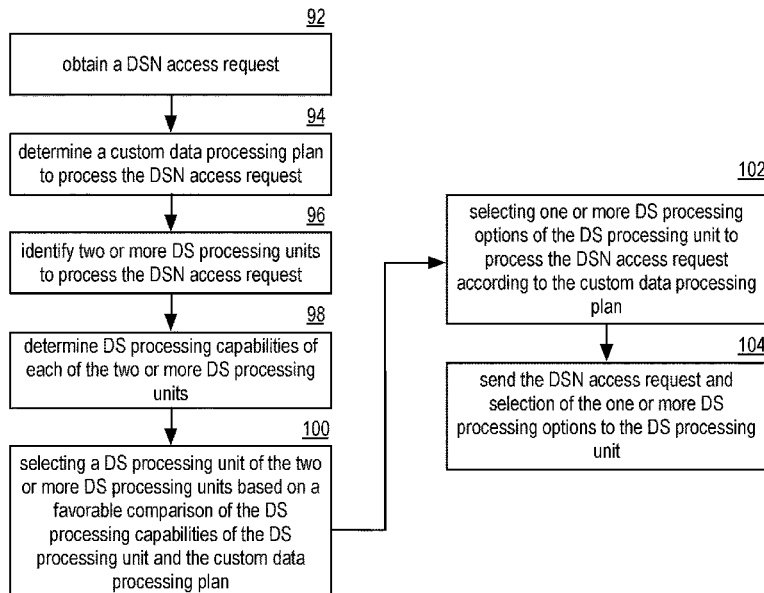 92
obtain a DSN access request
94
determine a custom data processing plan
to process the DSN access request
96
identify two or more DS processing units
to process the DSN access request
98
determine DS processing capabilities of
each of the two or more DS processing
units
100
selecting a DS processing unit of the two
or more DS processing units based on a
favorable comparison of the DS
processing capabilities of the DS
processing unit and the custom data
processing plan
102
selecting one or more DS processing
options of the DS processing unit to
process the DSN access request
according to the custom data processing
plan
104
send the DSN access request and
selection of the one or more DS
processing options to the DS processing
unit